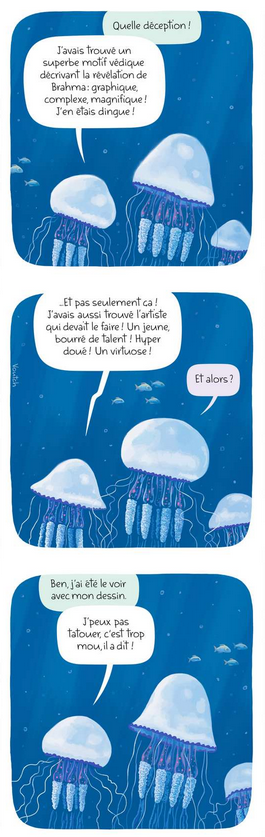 Quelle déception !
J'avais trouvé un
superbe motif védique
décrivant la révélation de
Brahma : graphique,
complexe, magnifique !
J'en étais dingue !
...Et pas seulement ça !
J'avais aussi trouvé l'artiste
qui devait le faire ! Un jeune,
bourré de talent ! Hyper
doué ! Un virtuose !
Et alors ?
Ben, j'ai été le voir
avec mon dessin.
J'peux pas
tatouer, c'est trop
mou, il a dit !